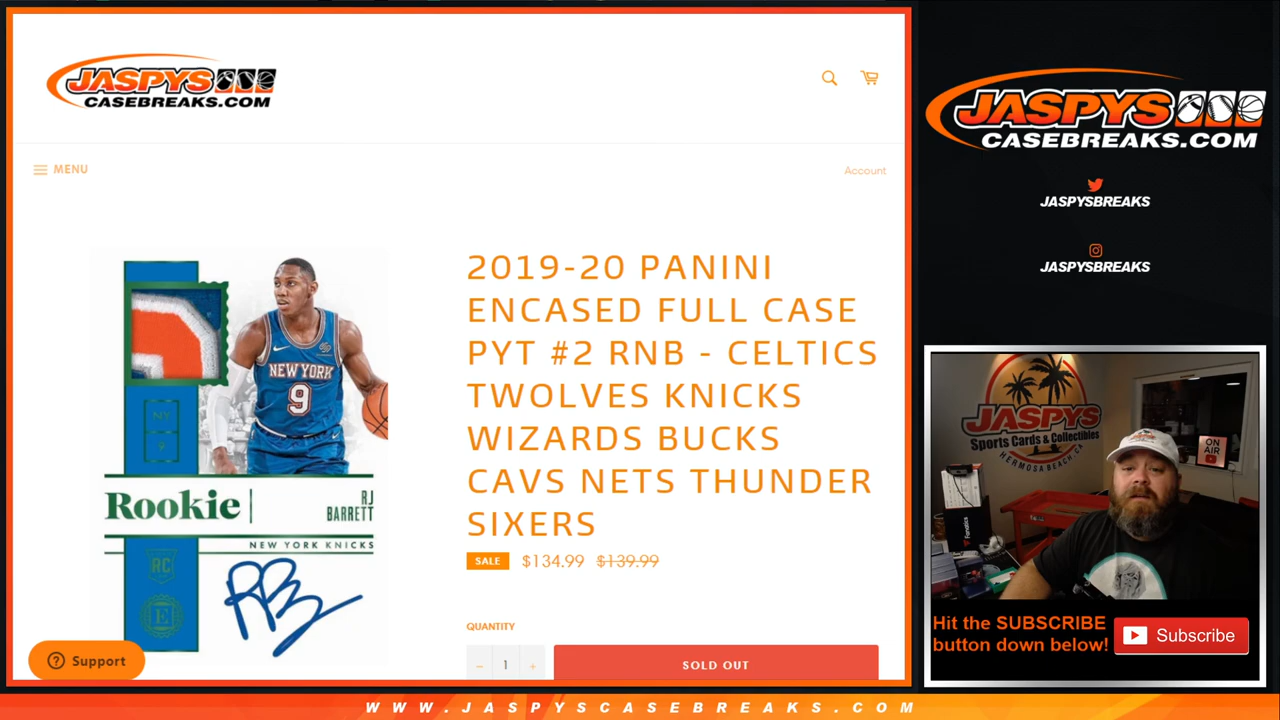 JASPYS
CASEBREAKS.COM
MENU
Account
2019-20 PANINI
ENCASED FULL CASE
PYT #2 RNB - CELTICS
TWOLVES KNICKS
WIZARDS BUCKS
CAVS NETS THUNDER
SIXERS
SALE $134.99 $139.99
QUANTITY
− 1 +
SOLD OUT
NEW YORK
9
NY
9
Rookie
RJ
BARRETT
NEW YORK KNICKS
RC
E
Support
JASPYS
CASEBREAKS.COM
JASPYSBREAKS
JASPYSBREAKS
JASPYS
Sports Cards & Collectibles
HERMOSA BEACH, CA
ON
AIR
Fanatics
Hit the SUBSCRIBE
button down below!
Subscribe
WWW.JASPYSCASEBREAKS.COM